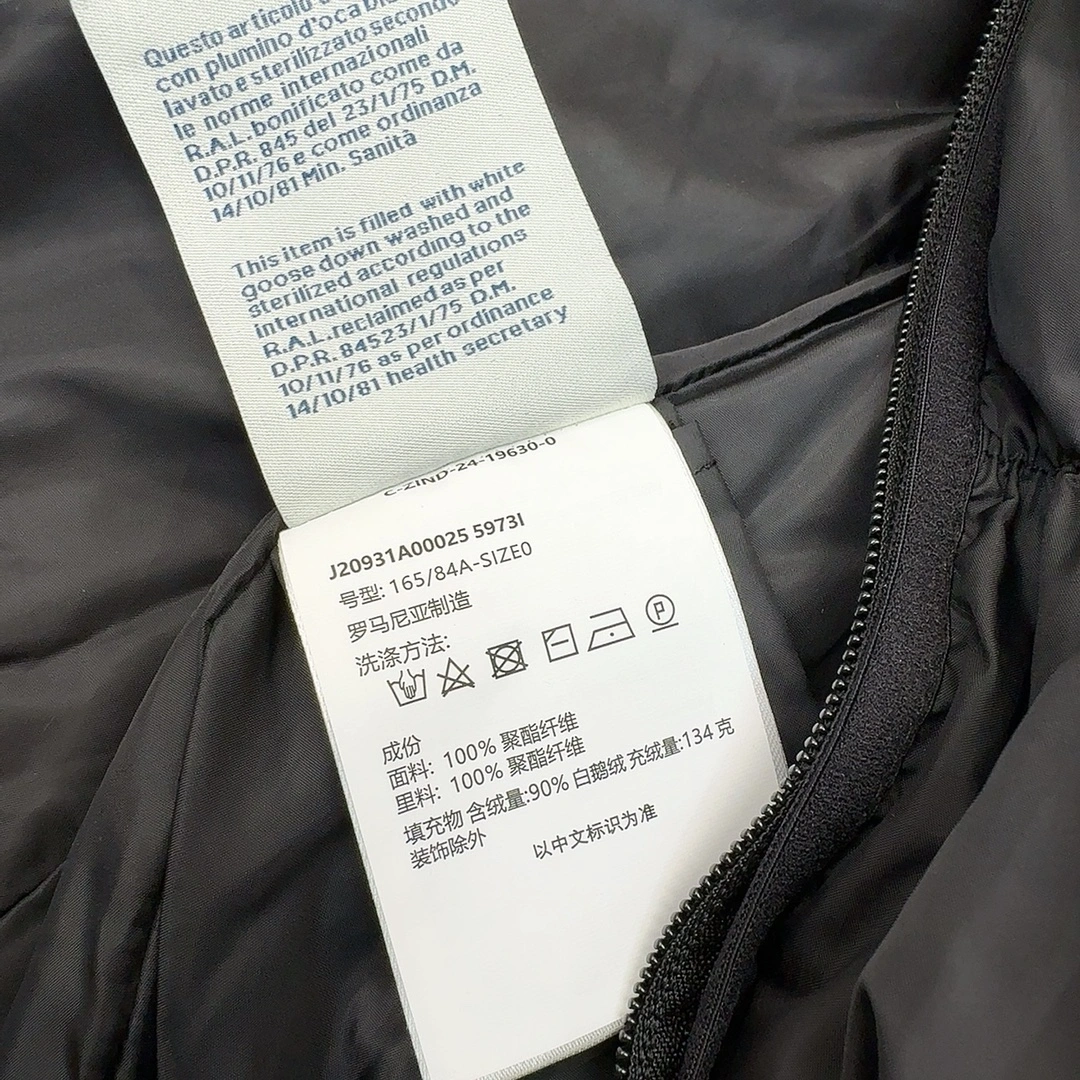 Questo articolo
con plumino d'oca
lavato e sterilizzato secondo
le norme internazionali
R.A.L. bonificato come da
D.P.R. 845 del 23/1/75 D.M.
10/11/76 e come ordinanza
14/10/81 Min. Sanità
This item is filled with white
goose down washed and
sterilized according to the
international regulations
R.A.L. reclaimed as per
D.P.R. 84523/1/75 D.M.
10/11/76 as per ordinance
14/10/81 health secretary
C-ZIND-24-19630-0
J20931A00025 5973I
号型: 165/84A-SIZE0
罗马尼亚制造
洗涤方法:
P
成份
面料: 100% 聚酯纤维
里料: 100% 聚酯纤维
填充物 含绒量:90% 白鹅绒 充绒量:134 克
装饰除外 以中文标识为准